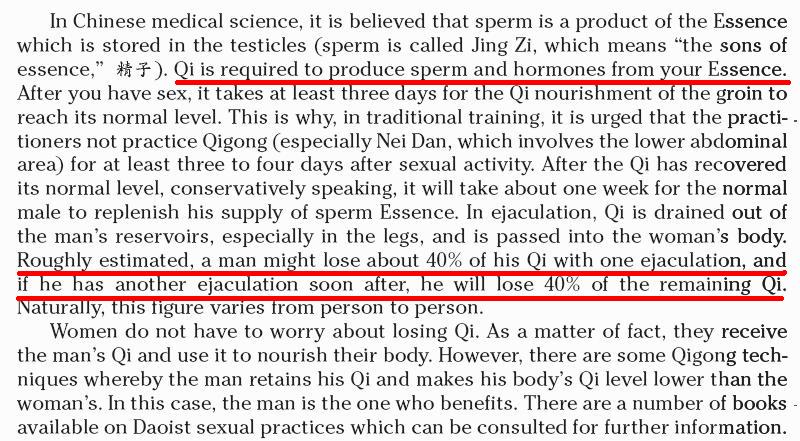 In Chinese medical science, it is believed that sperm is a product of the Essence
which is stored in the testicles (sperm is called Jing Zi, which means “the sons of
essence,” 精子). Qi is required to produce sperm and hormones from your Essence.
After you have sex, it takes at least three days for the Qi nourishment of the groin to
reach its normal level. This is why, in traditional training, it is urged that the practi-
tioners not practice Qigong (especially Nei Dan, which involves the lower abdominal
area) for at least three to four days after sexual activity. After the Qi has recovered
its normal level, conservatively speaking, it will take about one week for the normal
male to replenish his supply of sperm Essence. In ejaculation, Qi is drained out of
the man’s reservoirs, especially in the legs, and is passed into the woman’s body.
Roughly estimated, a man might lose about 40% of his Qi with one ejaculation, and
if he has another ejaculation soon after, he will lose 40% of the remaining Qi.
Naturally, this figure varies from person to person.
Women do not have to worry about losing Qi. As a matter of fact, they receive
the man’s Qi and use it to nourish their body. However, there are some Qigong tech-
niques whereby the man retains his Qi and makes his body’s Qi level lower than the
woman’s. In this case, the man is the one who benefits. There are a number of books
available on Daoist sexual practices which can be consulted for further information.